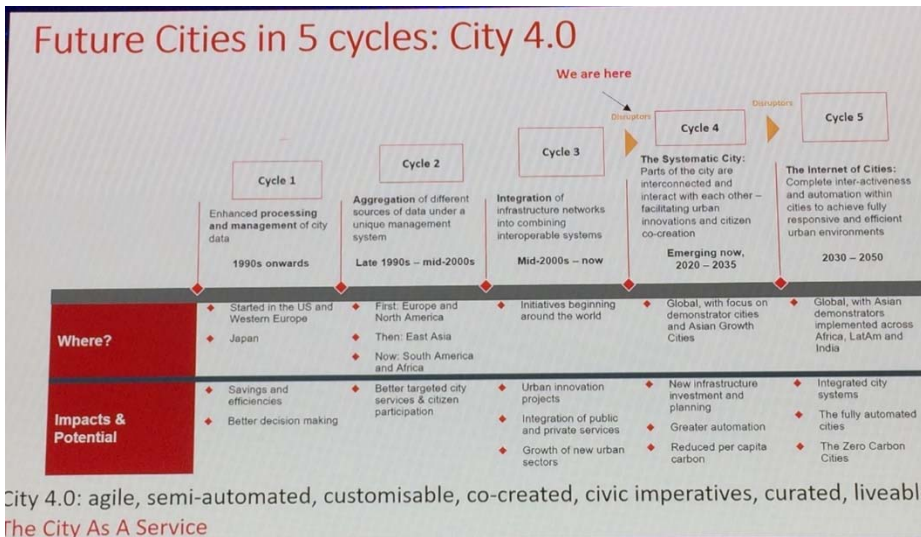 Future Cities in 5 cycles: City 4.0
We are here
Disruptors
Disruptors
Cycle 1
Enhanced processing
and management of city
data
1990s onwards
Cycle 2
Aggregation of different
sources of data under a
unique management
system
Late 1990s – mid-2000s
Cycle 3
Integration of
infrastructure networks
into combining
interoperable systems
Mid-2000s – now
Cycle 4
The Systematic City:
Parts of the city are
interconnected and
interact with each other –
facilitating urban
innovations and citizen
co-creation
Emerging now,
2020 – 2035
Cycle 5
The Internet of Cities:
Complete inter-activeness
and automation within
cities to achieve fully
responsive and efficient
urban environments
2030 – 2050
Where?
Started in the US and
Western Europe
Japan
First: Europe and
North America
Then: East Asia
Now: South America
and Africa
Initiatives beginning
around the world
Global, with focus on
demonstrator cities
and Asian Growth
Cities
Global, with Asian
demonstrators
implemented across
Africa, LatAm and
India
Impacts &
Potential
Savings and
efficiencies
Better decision making
Better targeted city
services & citizen
participation
Urban innovation
projects
Integration of public
and private services
Growth of new urban
sectors
New infrastructure
investment and
planning
Greater automation
Reduced per capita
carbon
Integrated city
systems
The fully automated
cities
The Zero Carbon
Cities
City 4.0: agile, semi-automated, customisable, co-created, civic imperatives, curated, liveabl
The City As A Service